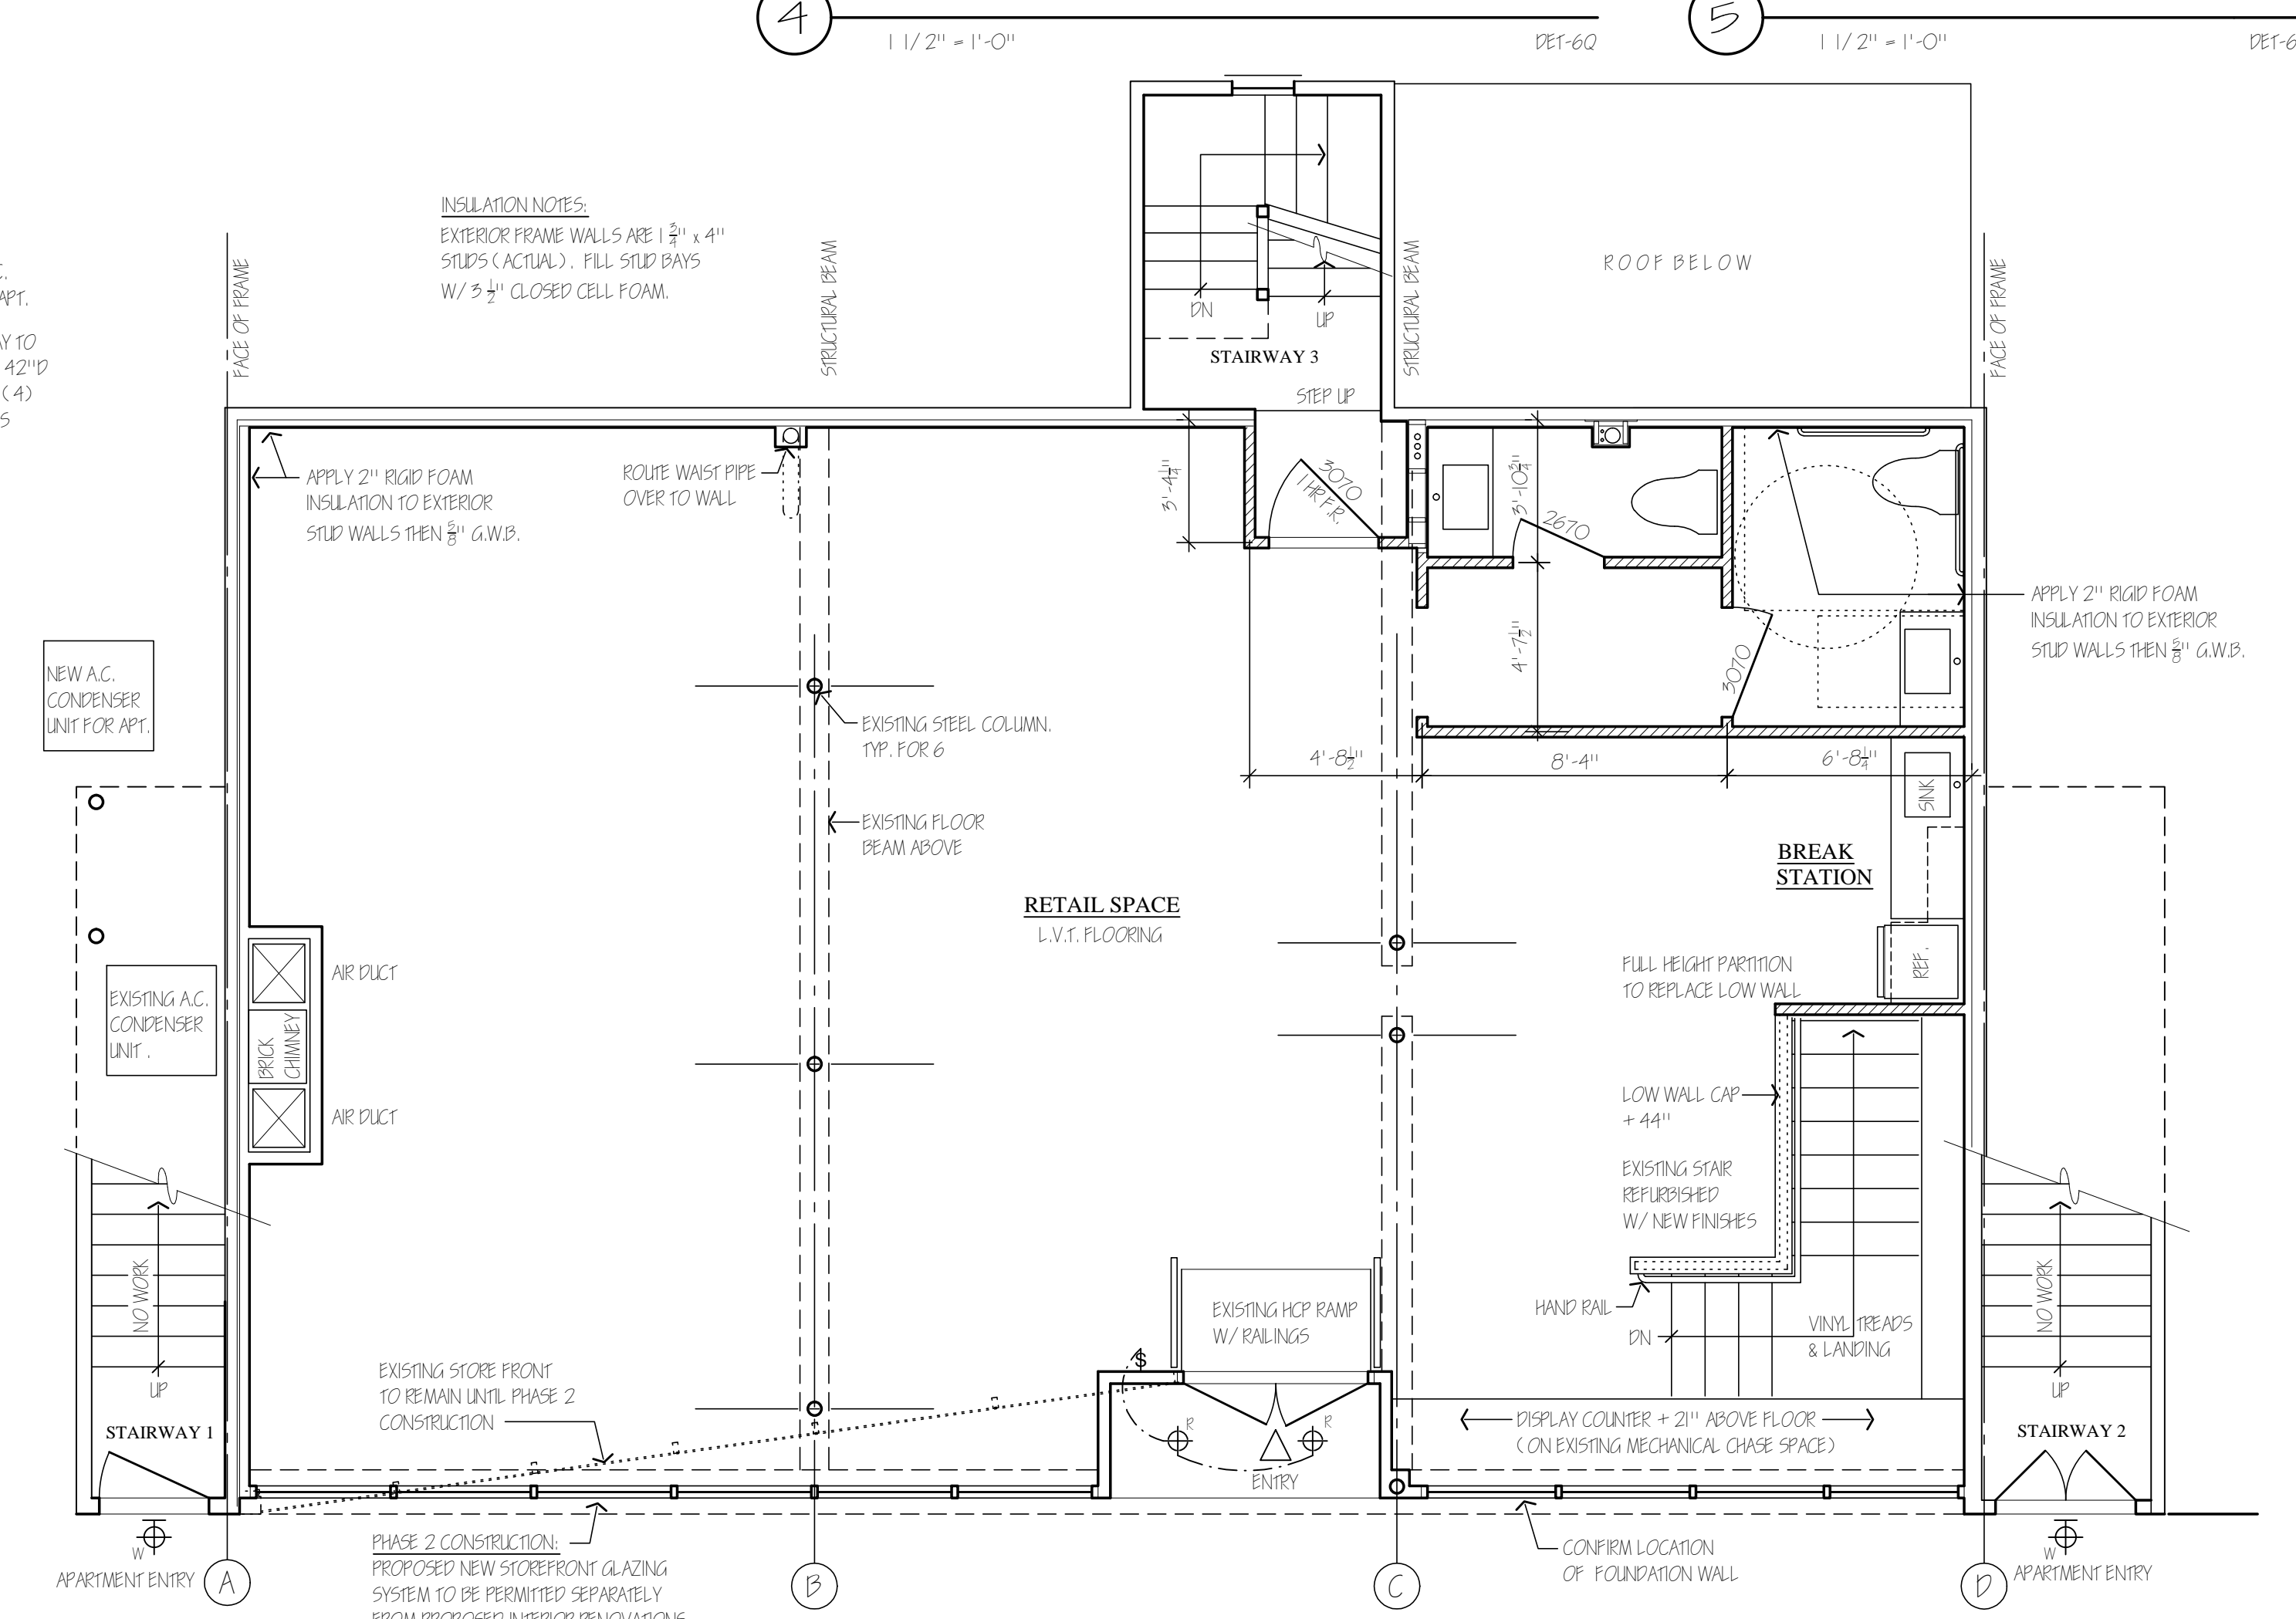 4
1 1/2" = 1'-0"
DET-6Q
5
1 1/2" = 1'-0"
DET-6
INSULATION NOTES:
EXTERIOR FRAME WALLS ARE 1 3/4" x 4"
STUDS (ACTUAL). FILL STUD BAYS
W/ 3 1/2" CLOSED CELL FOAM.
APT.
TO
42"D
(4)
FACE OF FRAME
STRUCTURAL BEAM
DN
UP
STAIRWAY 3
STEP UP
STRUCTURAL BEAM
ROOF BELOW
FACE OF FRAME
APPLY 2" RIGID FOAM
INSULATION TO EXTERIOR
STUD WALLS THEN 5/8" G.W.B.
ROUTE WAIST PIPE
OVER TO WALL
3'-4 1/4"
3070
1 HR F.R.
3'-10 3/4"
2670
4'-7 1/2"
3070
APPLY 2" RIGID FOAM
INSULATION TO EXTERIOR
STUD WALLS THEN 5/8" G.W.B.
NEW A.C.
CONDENSER
UNIT FOR APT.
EXISTING STEEL COLUMN.
TYP. FOR 6
4'-8 1/2"
8'-4"
6'-8 1/4"
SINK
EXISTING FLOOR
BEAM ABOVE
BREAK
STATION
RETAIL SPACE
L.V.T. FLOORING
REF.
FULL HEIGHT PARTITION
TO REPLACE LOW WALL
EXISTING A.C.
CONDENSER
UNIT .
AIR DUCT
BRICK
CHIMNEY
AIR DUCT
LOW WALL CAP
+ 44"
EXISTING STAIR
REFURBISHED
W/ NEW FINISHES
NO WORK
UP
STAIRWAY 1
EXISTING HCP RAMP
W/ RAILINGS
HAND RAIL
DN
VINYL TREADS
& LANDING
NO WORK
UP
STAIRWAY 2
EXISTING STORE FRONT
TO REMAIN UNTIL PHASE 2
CONSTRUCTION
$
R
R
ENTRY
DISPLAY COUNTER + 21" ABOVE FLOOR
(ON EXISTING MECHANICAL CHASE SPACE)
W
APARTMENT ENTRY
A
PHASE 2 CONSTRUCTION:
PROPOSED NEW STOREFRONT GLAZING
SYSTEM TO BE PERMITTED SEPARATELY
FROM PROPOSED INTERIOR RENOVATIONS
B
C
CONFIRM LOCATION
OF FOUNDATION WALL
D
W
APARTMENT ENTRY